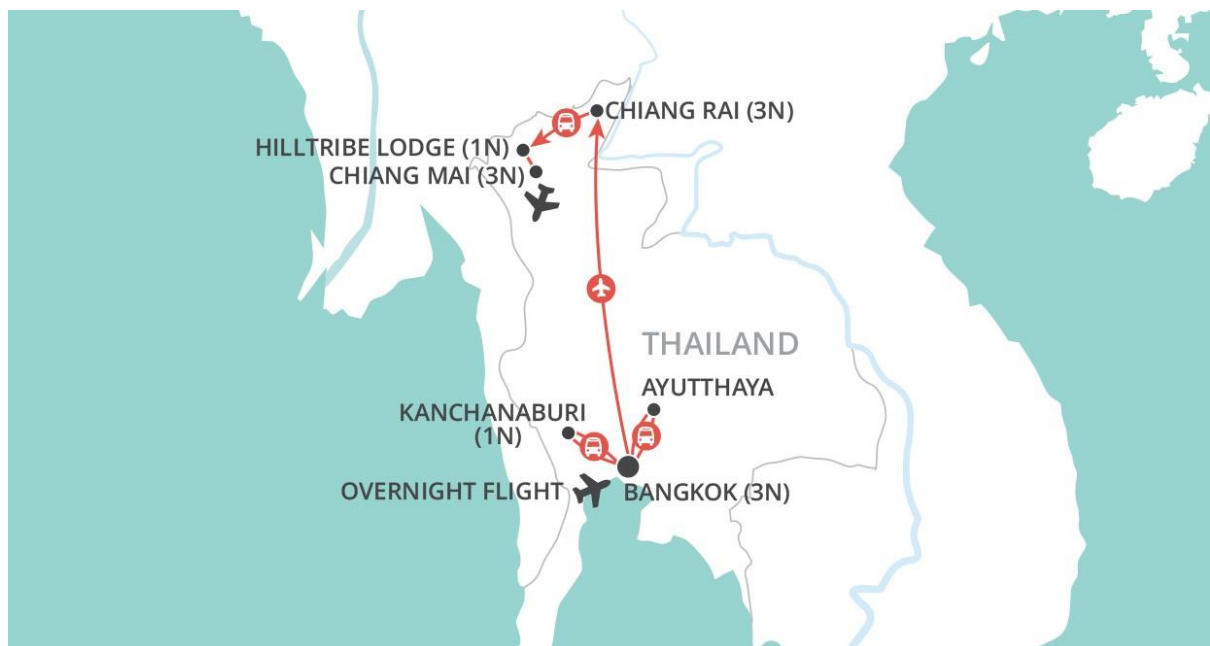 CHIANG RAI (3N)
HILLTRIBE LODGE (1N)
CHIANG MAI (3N)
THAILAND
AYUTTHAYA
KANCHANABURI
(1N)
OVERNIGHT FLIGHT
BANGKOK (3N)